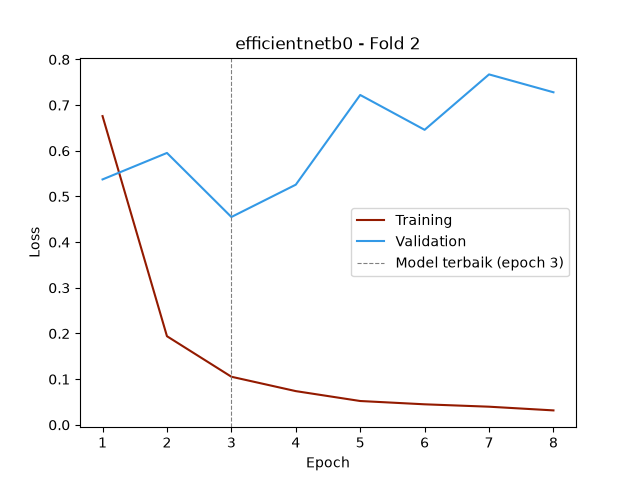 efficientnetb0 - Fold 2
Loss
0.8
0.7
0.6
0.5
0.4
0.3
0.2
0.1
0.0
Training
Validation
Model terbaik (epoch 3)
1 2 3 4 5 6 7 8
Epoch